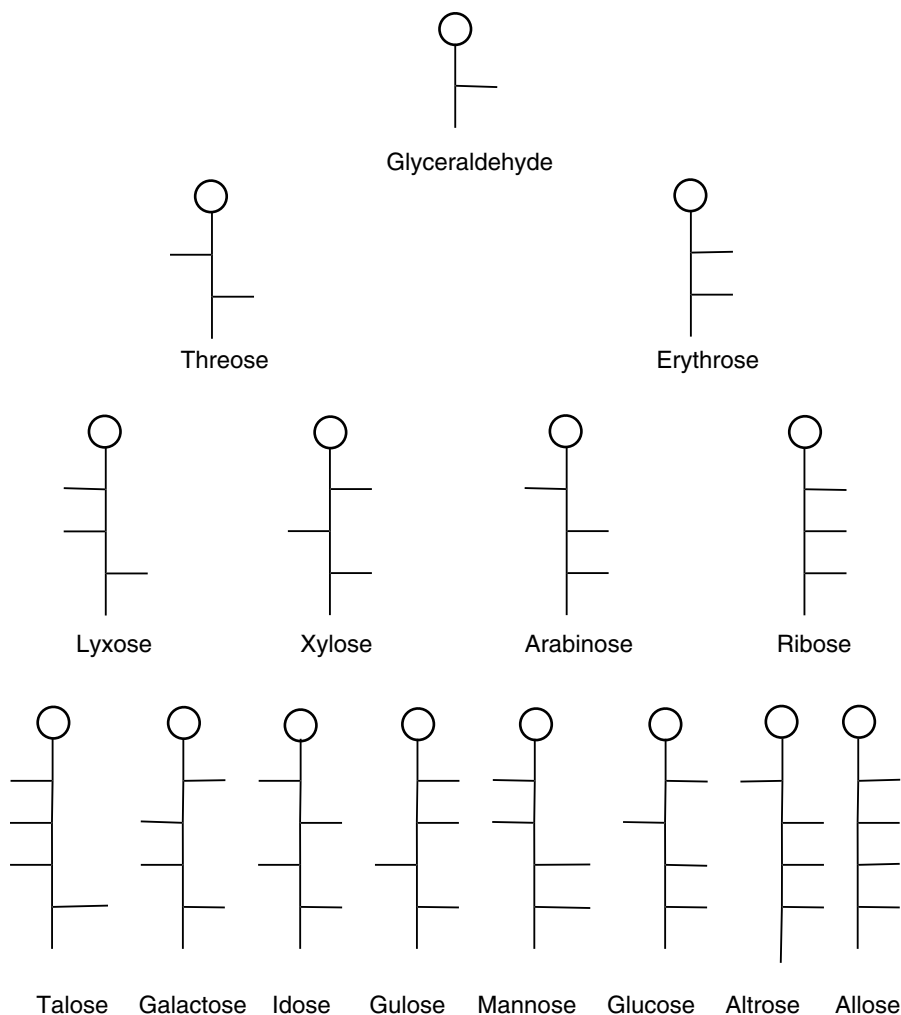 Glyceraldehyde
Threose Erythrose
Lyxose Xylose Arabinose Ribose
Talose Galactose Idose Gulose Mannose Glucose Altrose Allose